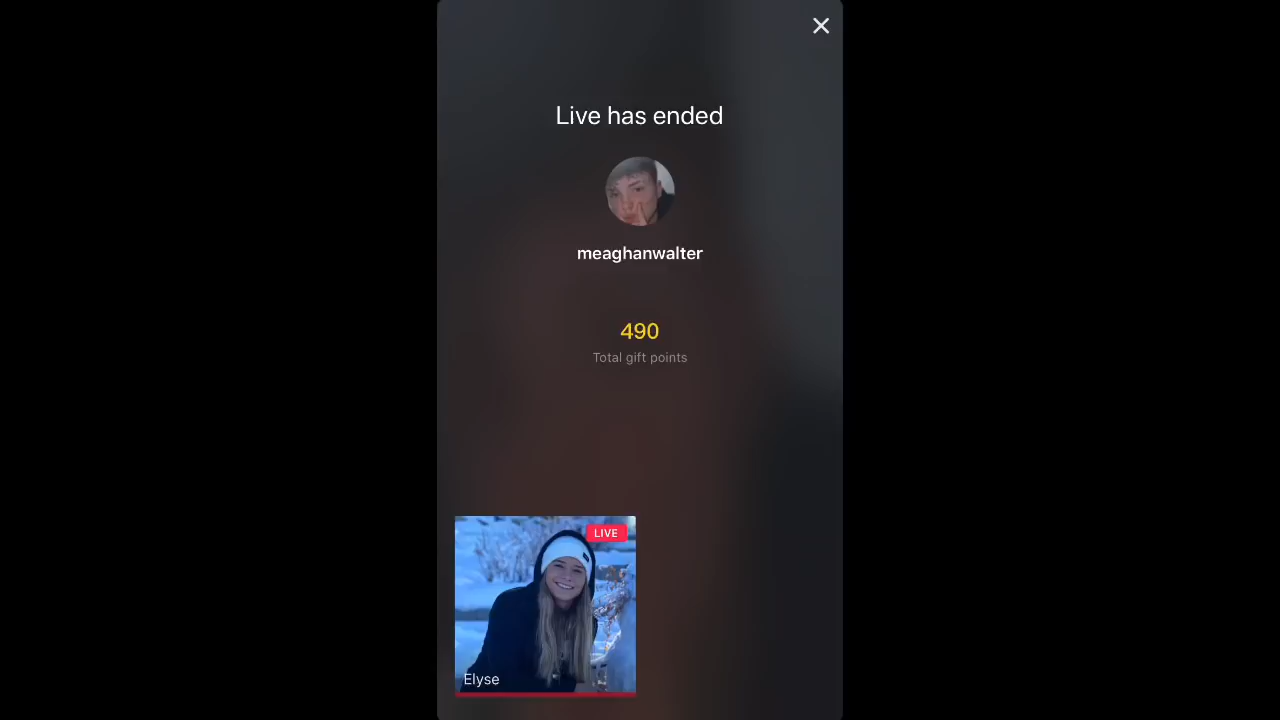 Live has ended
meaghanwalter
490
Total gift points
LIVE
Elyse